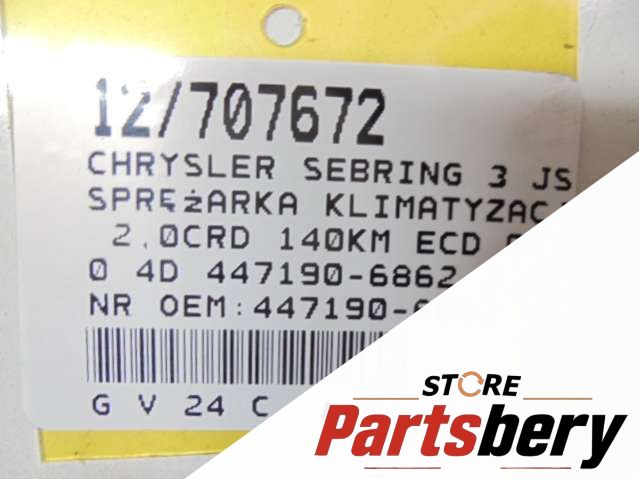 12/707672
CHRYSLER SEBRING 3 JS
SPRĘżARKA KLIMATYZAC
2.0CRD 140KM ECD
0 4D 447190-6862
NR OEM:447190-
G V 24 C
STORE
Partsbery